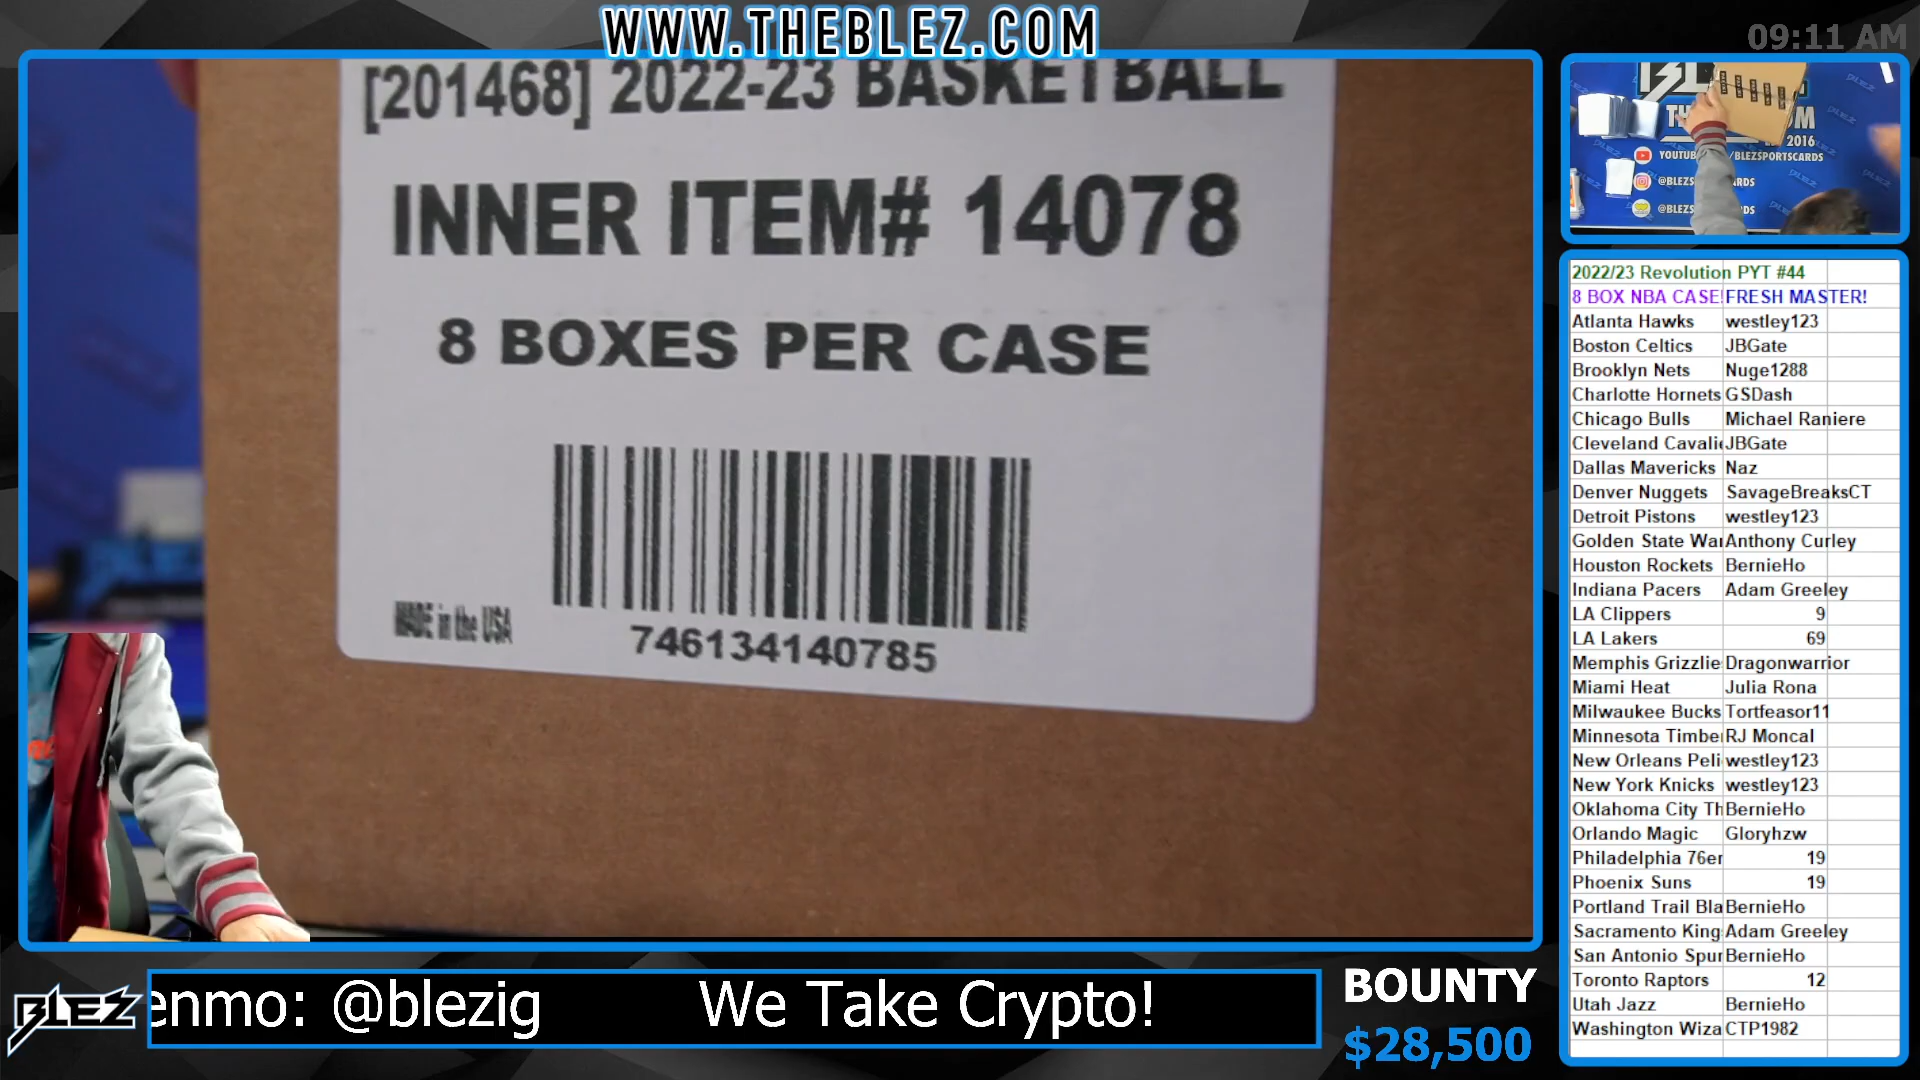 WWW.THEBLEZ.COM
09:11 AM
[201468] 2022-23 BASKETBALL
INNER ITEM# 14078
8 BOXES PER CASE
MADE in the USA
746134140785
2016
@BLEZS
@BLEZS
2022/23 Revolution PYT #44
8 BOX NBA CASE! FRESH MASTER!
Atlanta Hawks westley123
Boston Celtics JBGate
Brooklyn Nets Nuge1288
Charlotte Hornets GSDash
Chicago Bulls Michael Raniere
Cleveland Cavalie JBGate
Dallas Mavericks Naz
Denver Nuggets SavageBreaksCT
Detroit Pistons westley123
Golden State War Anthony Curley
Houston Rockets BernieHo
Indiana Pacers Adam Greeley
LA Clippers 9
LA Lakers 69
Memphis Grizzlie Dragonwarrior
Miami Heat Julia Rona
Milwaukee Bucks Tortfeasor11
Minnesota Timbe RJ Moncal
New Orleans Peli westley123
New York Knicks westley123
Oklahoma City Th BernieHo
Orlando Magic Gloryhzw
Philadelphia 76er 19
Phoenix Suns 19
Portland Trail Bla BernieHo
Sacramento King Adam Greeley
San Antonio Spur BernieHo
Toronto Raptors 12
Utah Jazz BernieHo
Washington Wiza CTP1982
BLEZ
enmo: @blezig We Take Crypto!
BOUNTY
$28,500